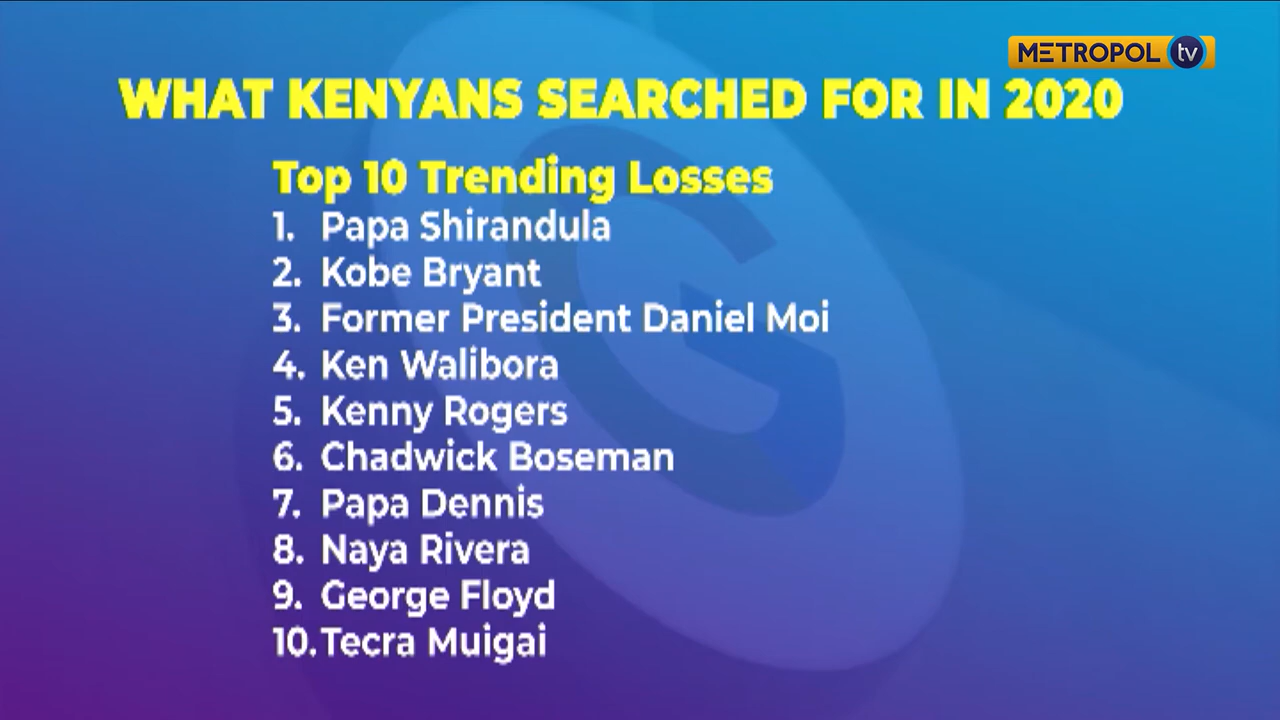 METROPOL tv
WHAT KENYANS SEARCHED FOR IN 2020
Top 10 Trending Losses
1. Papa Shirandula
2. Kobe Bryant
3. Former President Daniel Moi
4. Ken Walibora
5. Kenny Rogers
6. Chadwick Boseman
7. Papa Dennis
8. Naya Rivera
9. George Floyd
10. Tecra Muigai